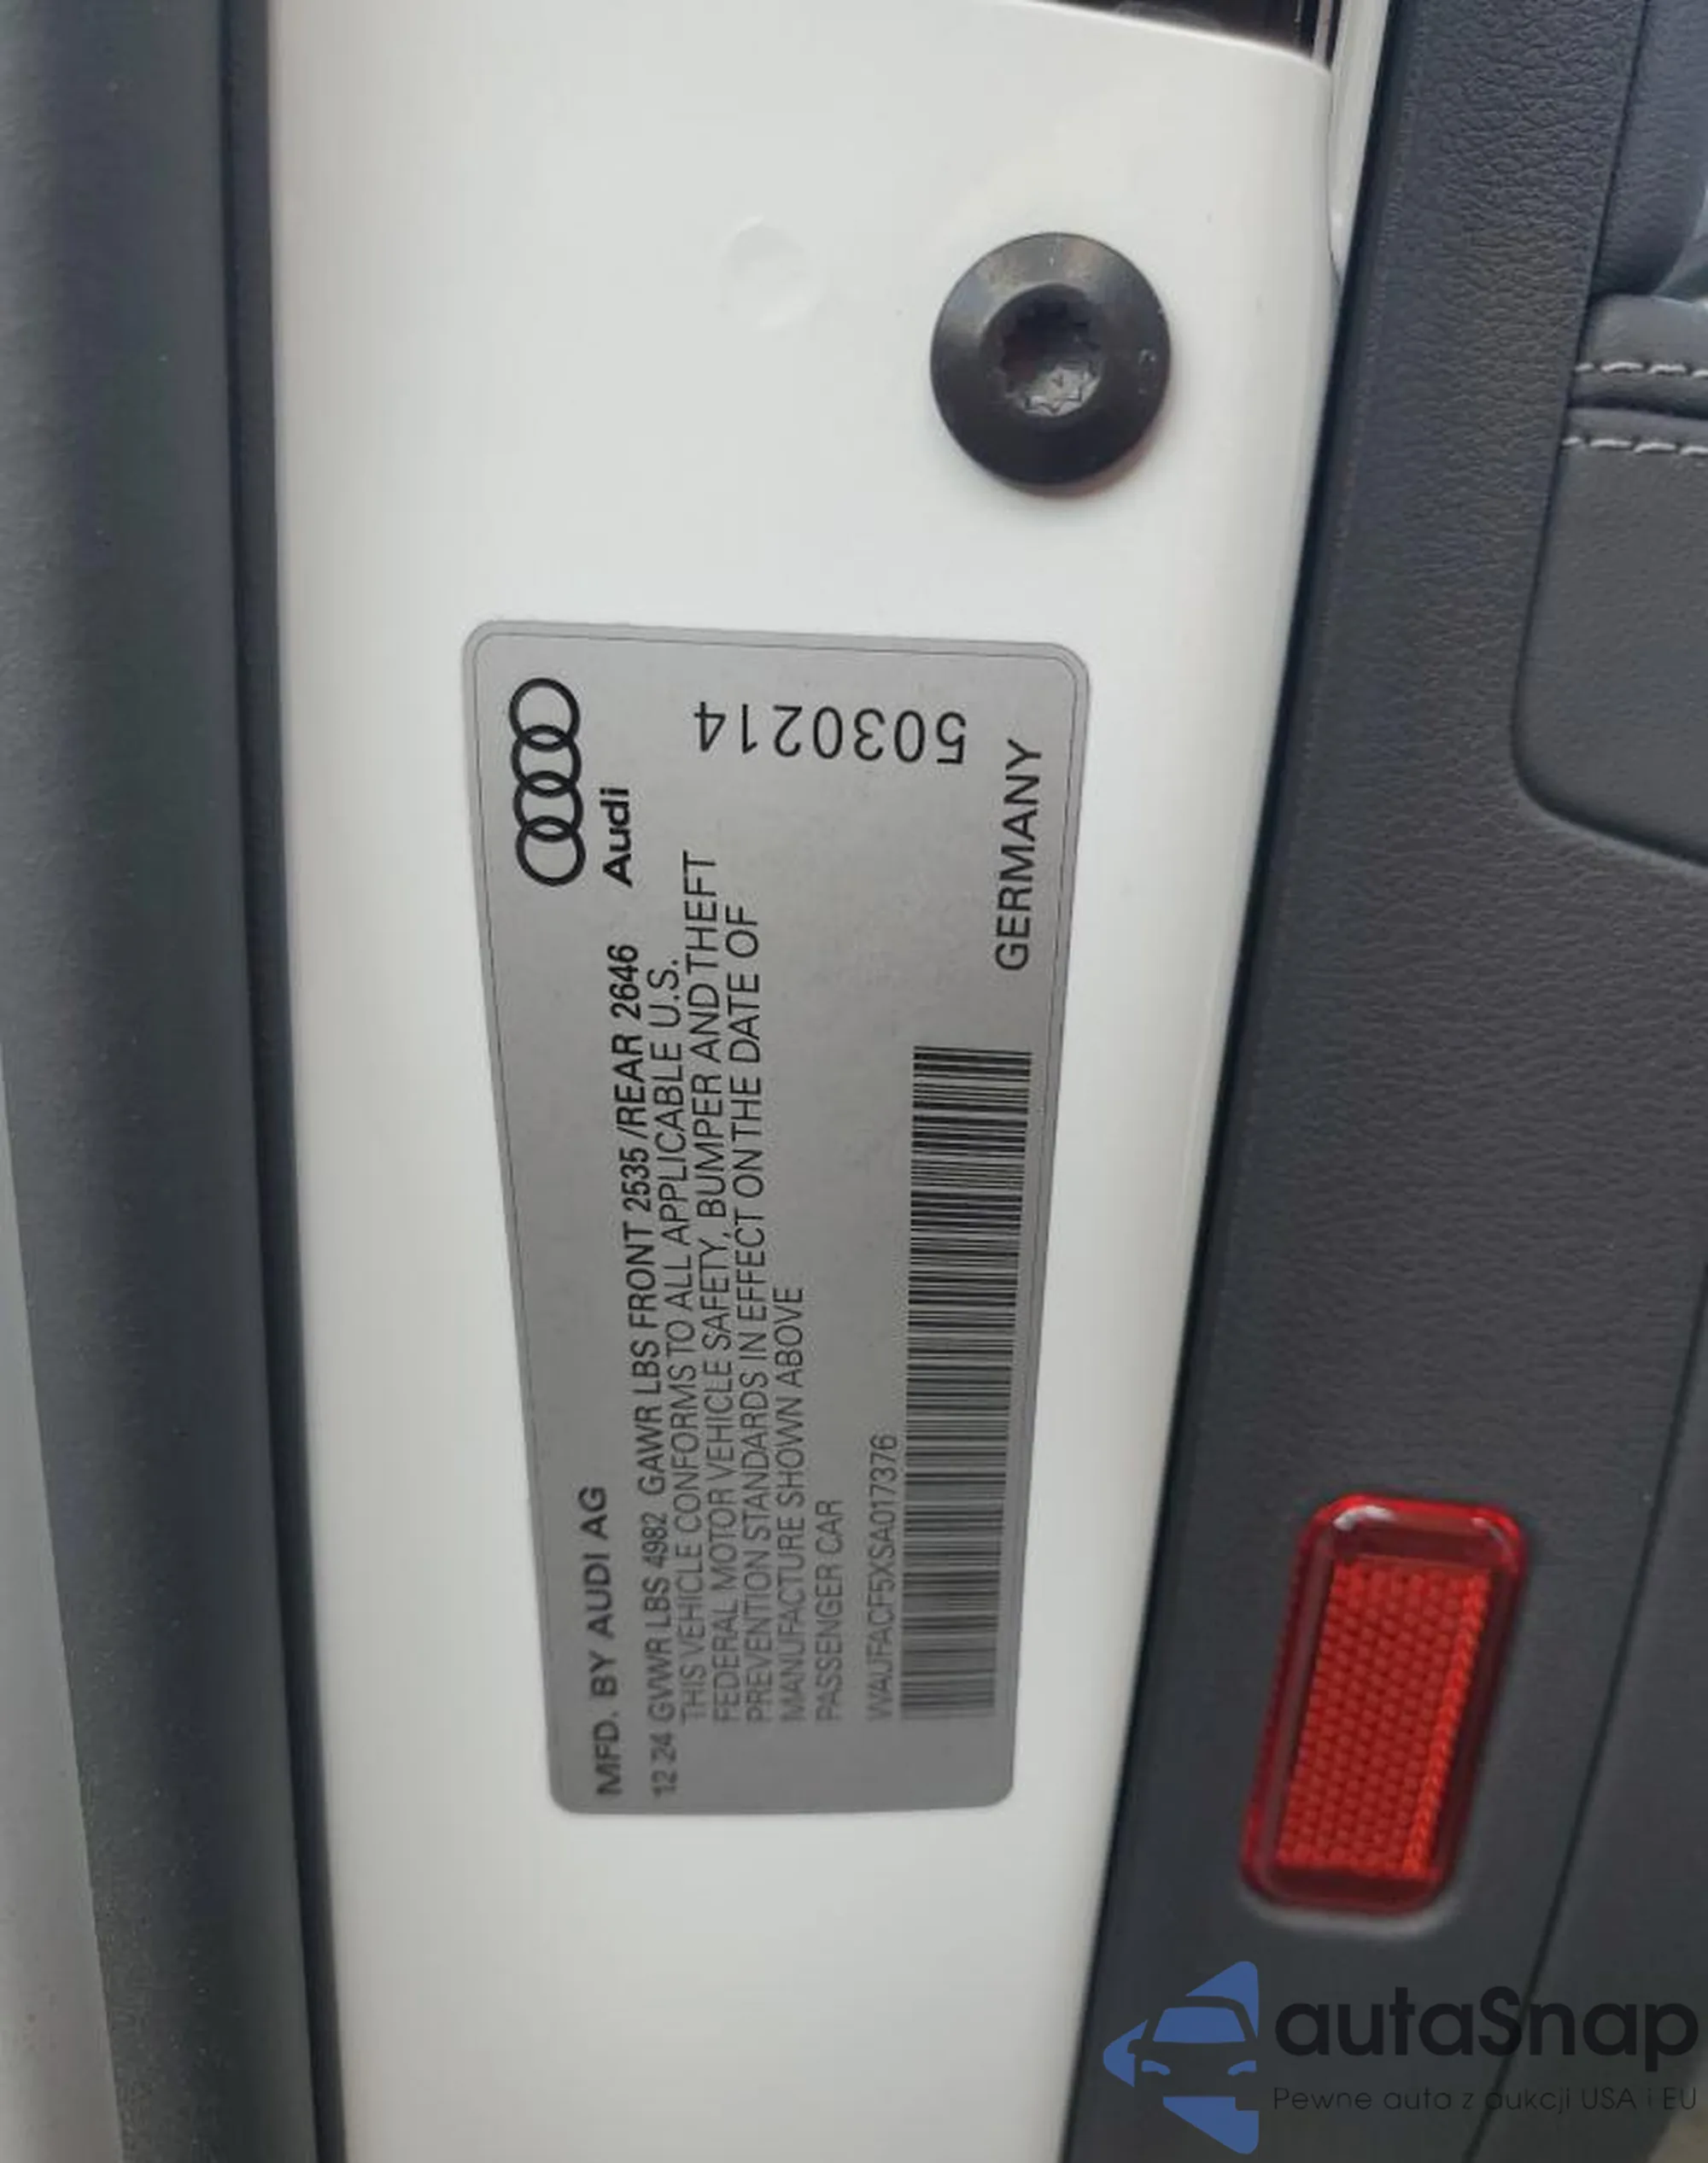 MFD. BY AUDI AG
Audi
12 24 GVWR LBS 4982 GAWR LBS FRONT 2535 /REAR 2646
THIS VEHICLE CONFORMS TO ALL APPLICABLE U.S.
FEDERAL MOTOR VEHICLE SAFETY, BUMPER AND THEFT
PREVENTION STANDARDS IN EFFECT ON THE DATE OF
MANUFACTURE SHOWN ABOVE
PASSENGER CAR
WAUFACF5XSA017376
GERMANY
5030214
autaSnap
Pewne auta z aukcji USA i EU